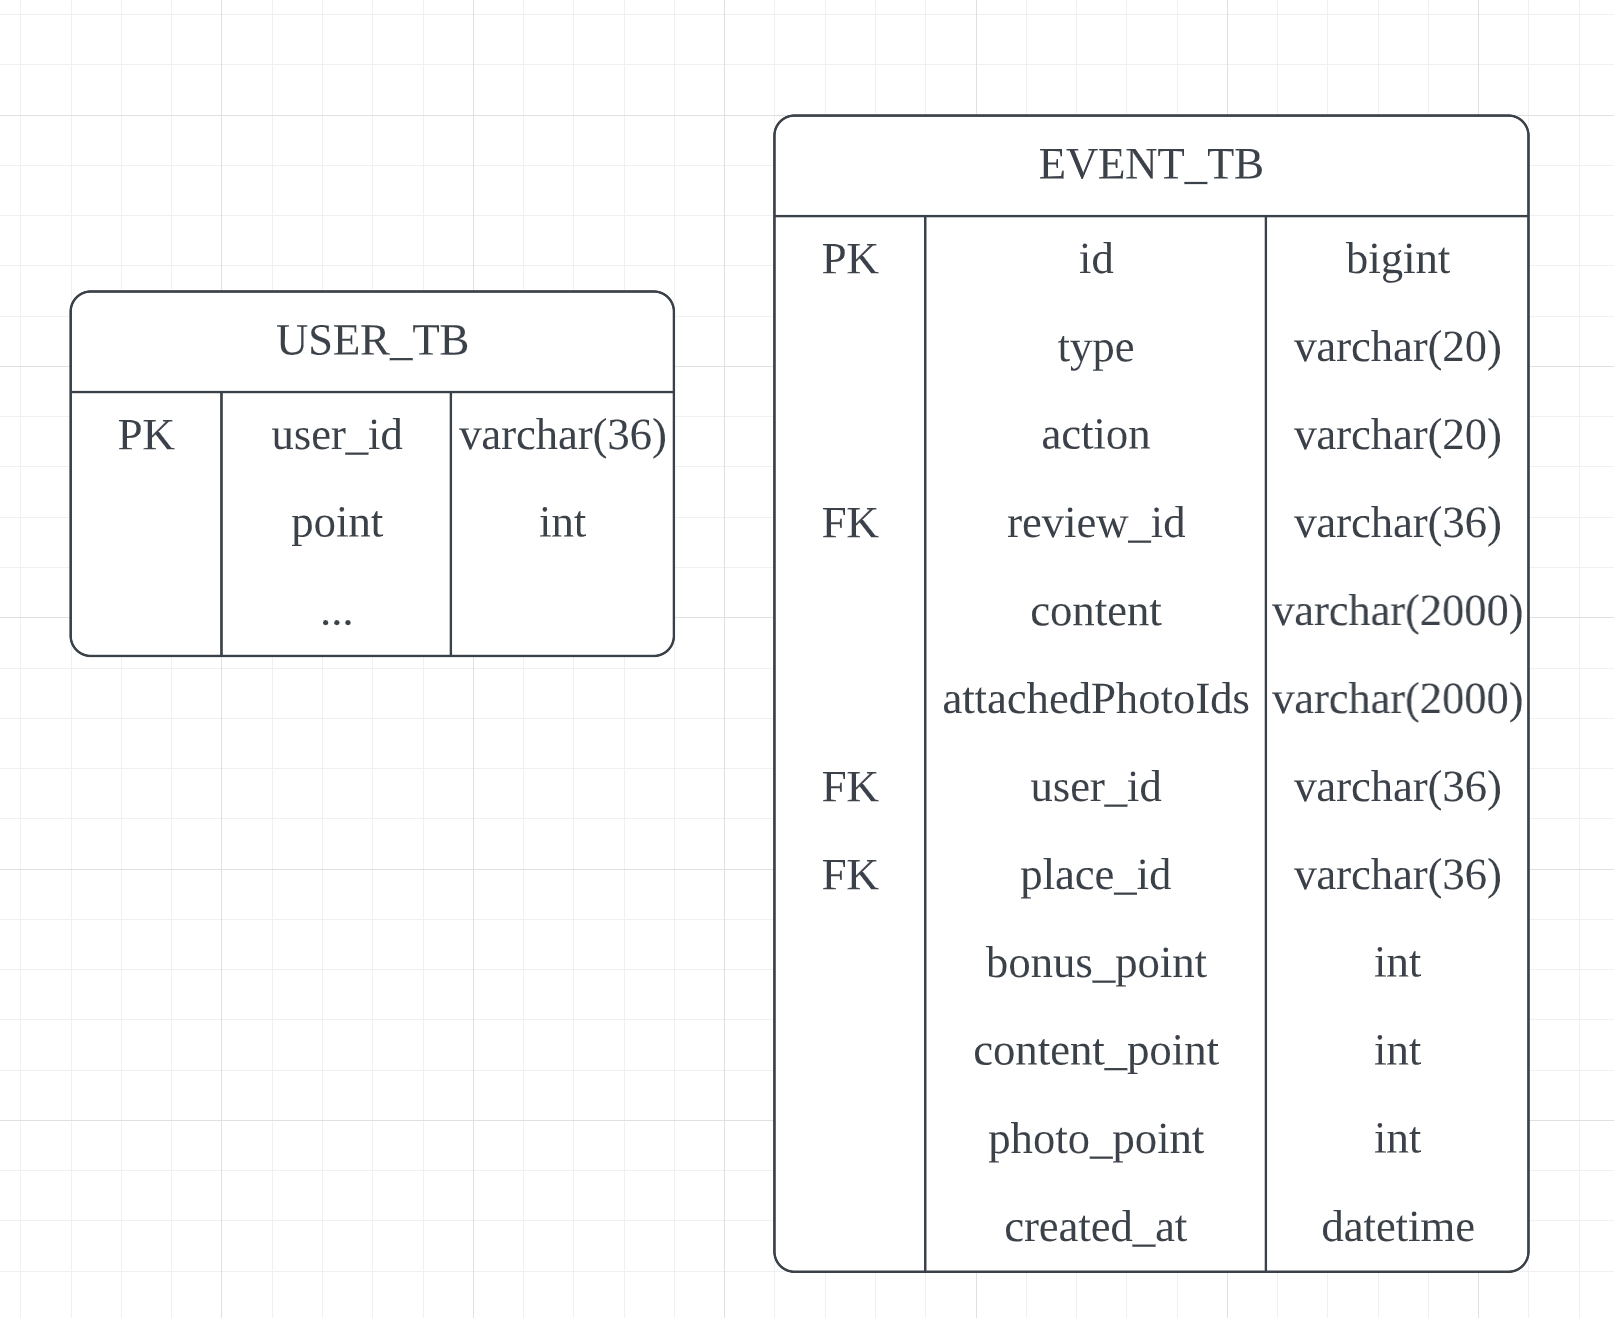 USER_TB
PK user_id varchar(36)
point int
...
EVENT_TB
PK id bigint
type varchar(20)
action varchar(20)
FK review_id varchar(36)
content varchar(2000)
attachedPhotoIds varchar(2000)
FK user_id varchar(36)
FK place_id varchar(36)
bonus_point int
content_point int
photo_point int
created_at datetime